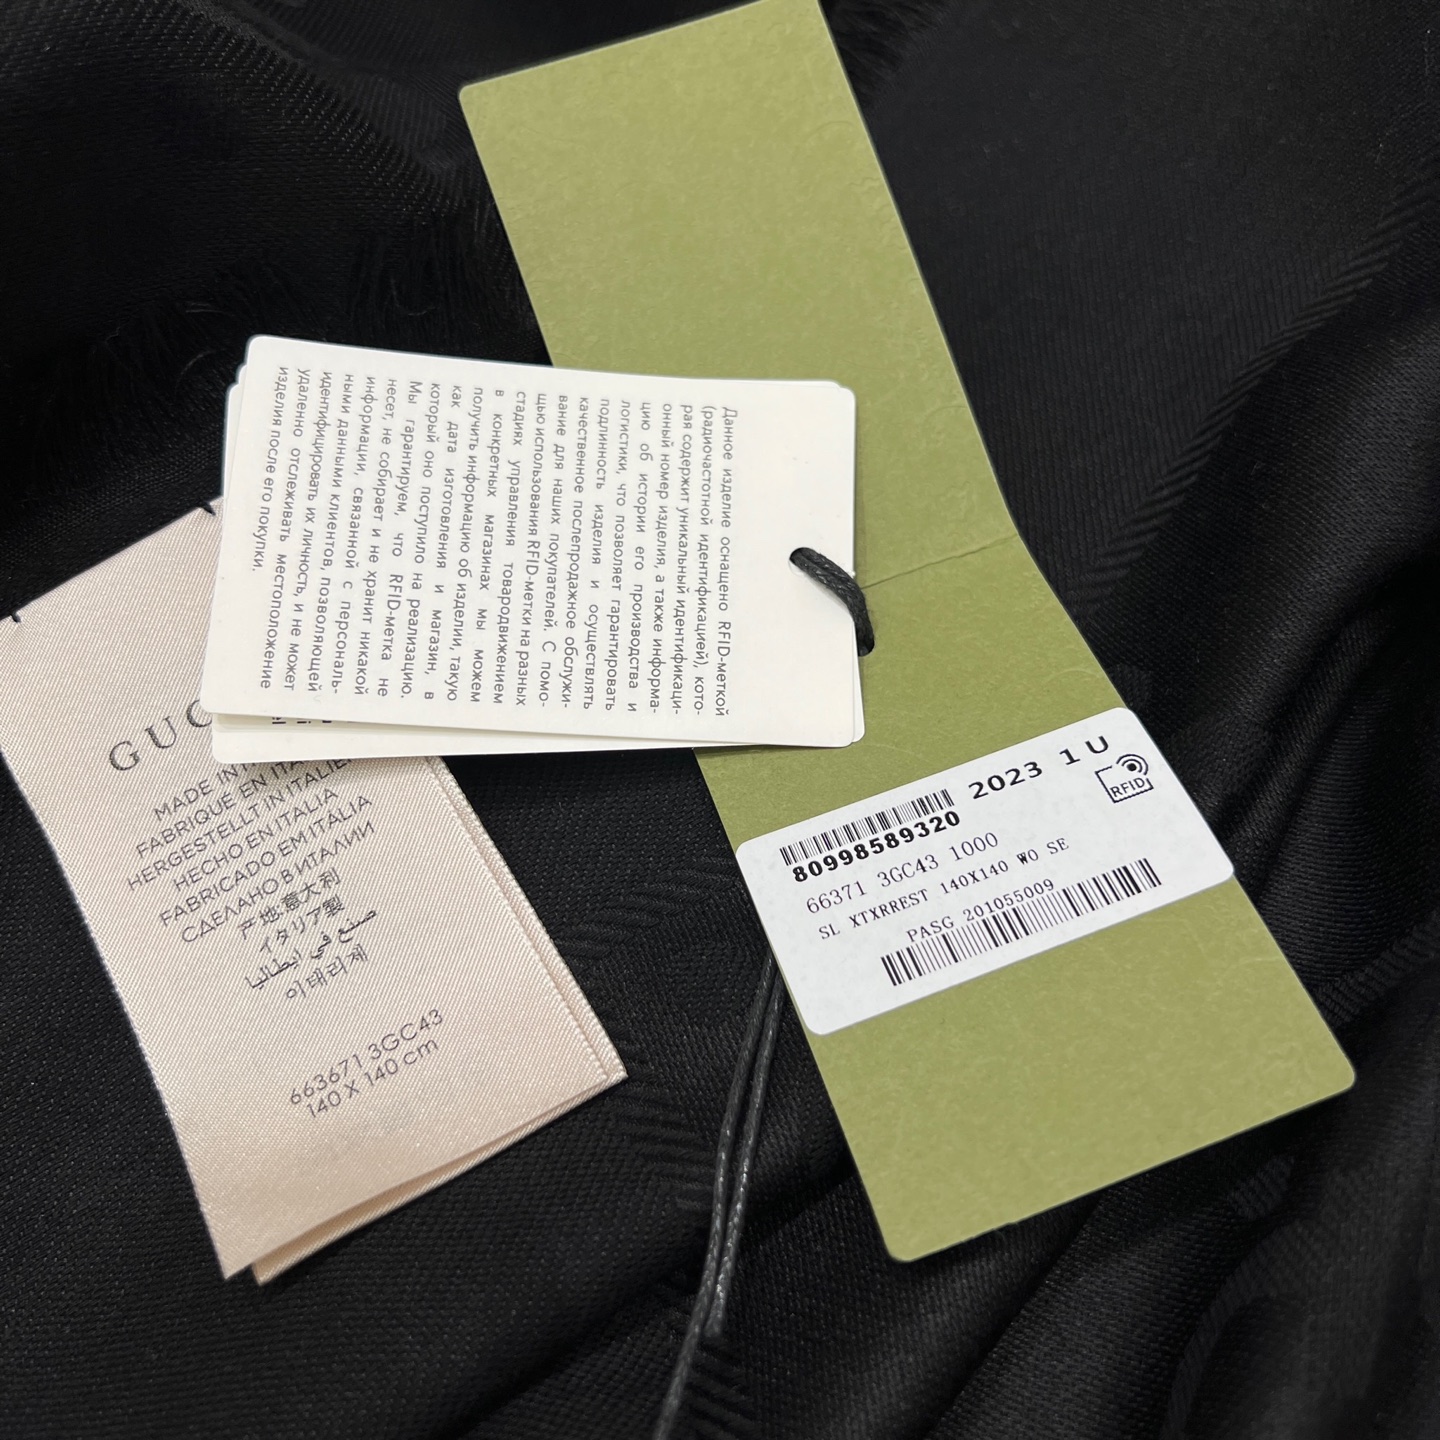 Данное изделие оснащено RFID-меткой
(радиочастотной идентификацией), кото-
рая содержит уникальный идентификаци-
онный номер изделия, а также информа-
цию об истории его производства и
логистики, что позволяет гарантировать
подлинность изделия и осуществлять
качественное послепродажное обслужи-
вание для наших покупателей. С помо-
щью использования RFID-метки на разных
стадиях управления товародвижением
в конкретных магазинах мы можем
получить информацию об изделии, такую
как дата изготовления и магазин, в
который оно поступило на реализацию.
Мы гарантируем, что RFID-метка не
несет, не собирает и не хранит никакой
информации, связанной с персональ-
ными данными клиентов, позволяющей
идентифицировать их личность, и не может
удаленно отслеживать местоположение
изделия после его покупки.
GUC
MADE IN IT
FABRIQUE EN ITA
HERGESTELLT IN ITALIE
HECHO EN ITALIA
FABRICADO EM ITÁLIA
СДЕЛАНО В ИТАЛИИ
产地:意大利
イタリア製
صنع في ايطاليا
이태리제
663671 3GC43
140 X 140 cm
2023 1 U
RFID
80998589320
66371 3GC43 1000
SL XTXRREST 140X140 WO SE
PASG 201055009